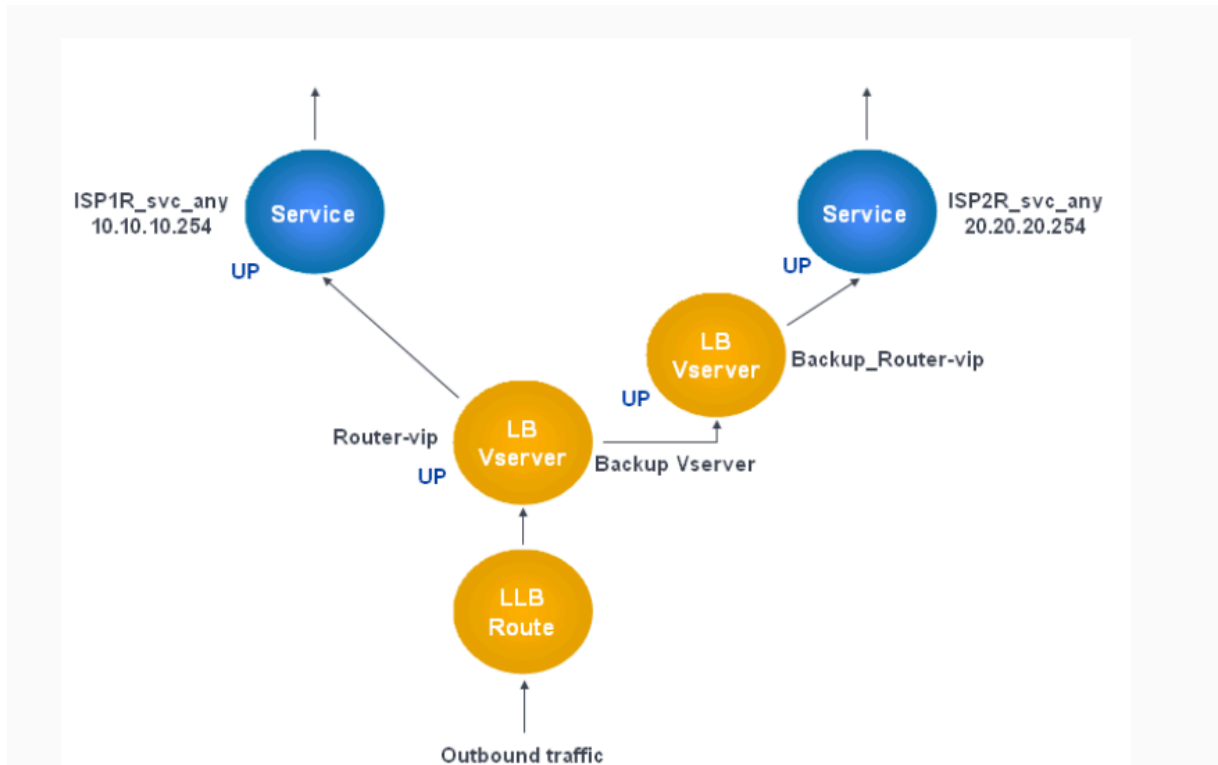 ISP1R_svc_any
10.10.10.254
Service
UP
Service
ISP2R_svc_any
20.20.20.254
UP
LB
Vserver
Backup_Router-vip
UP
Router-vip
LB
Vserver
UP
Backup Vserver
LLB
Route
Outbound traffic